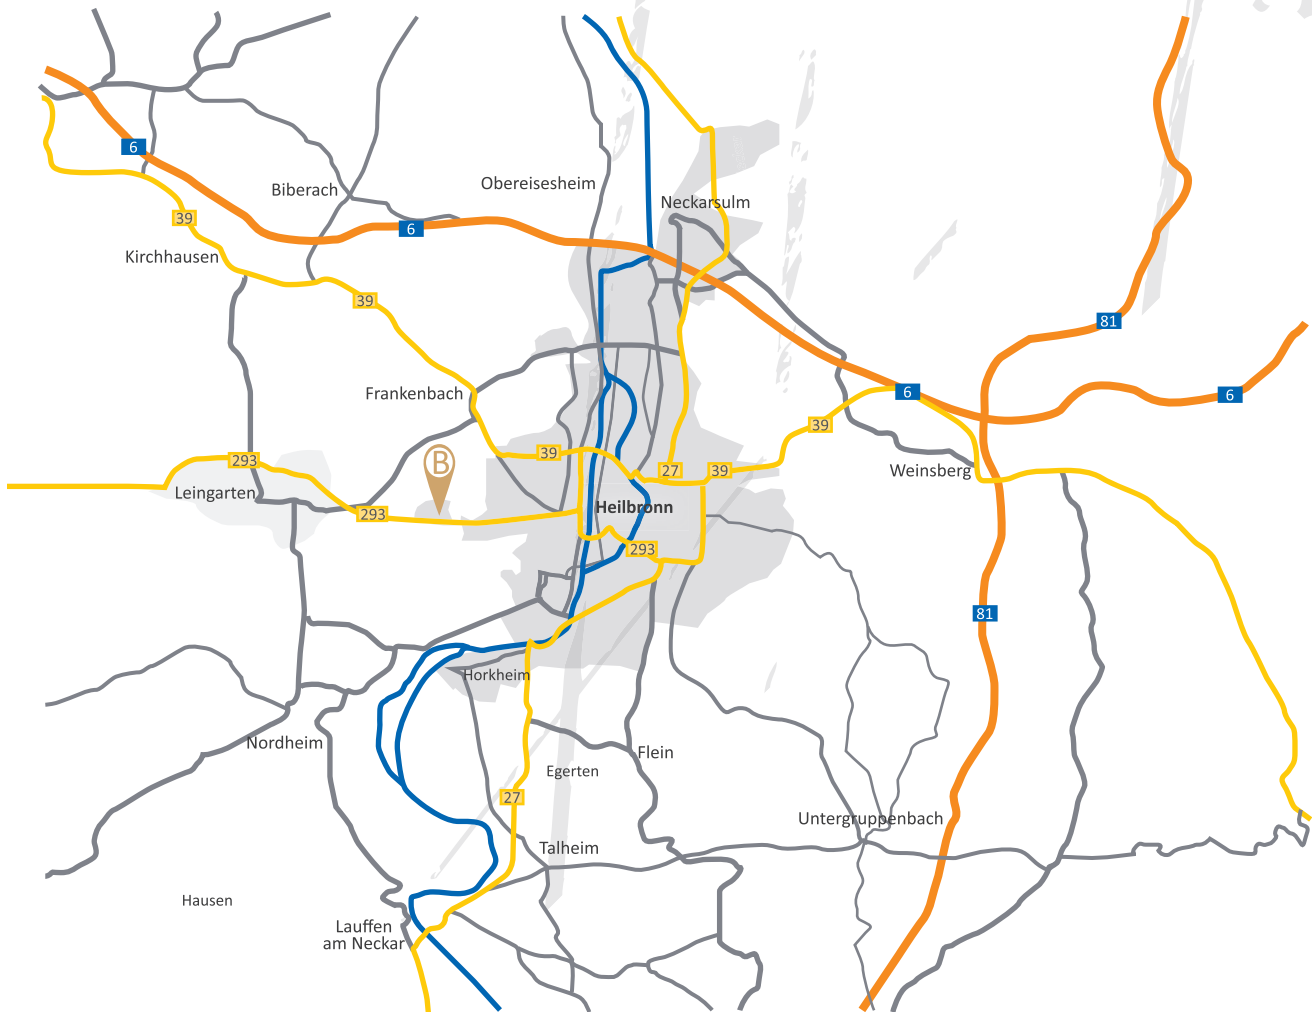 6
Biberach
Obereisesheim
Neckarsulm
39
6
Kirchhausen
39
81
6
6
Frankenbach
39
293
39
27
39
Weinsberg
B
Leingarten
293
Heilbronn
293
81
Horkheim
Nordheim
Flein
Egerten
27
Untergruppenbach
Talheim
Hausen
Lauffen
am Neckar